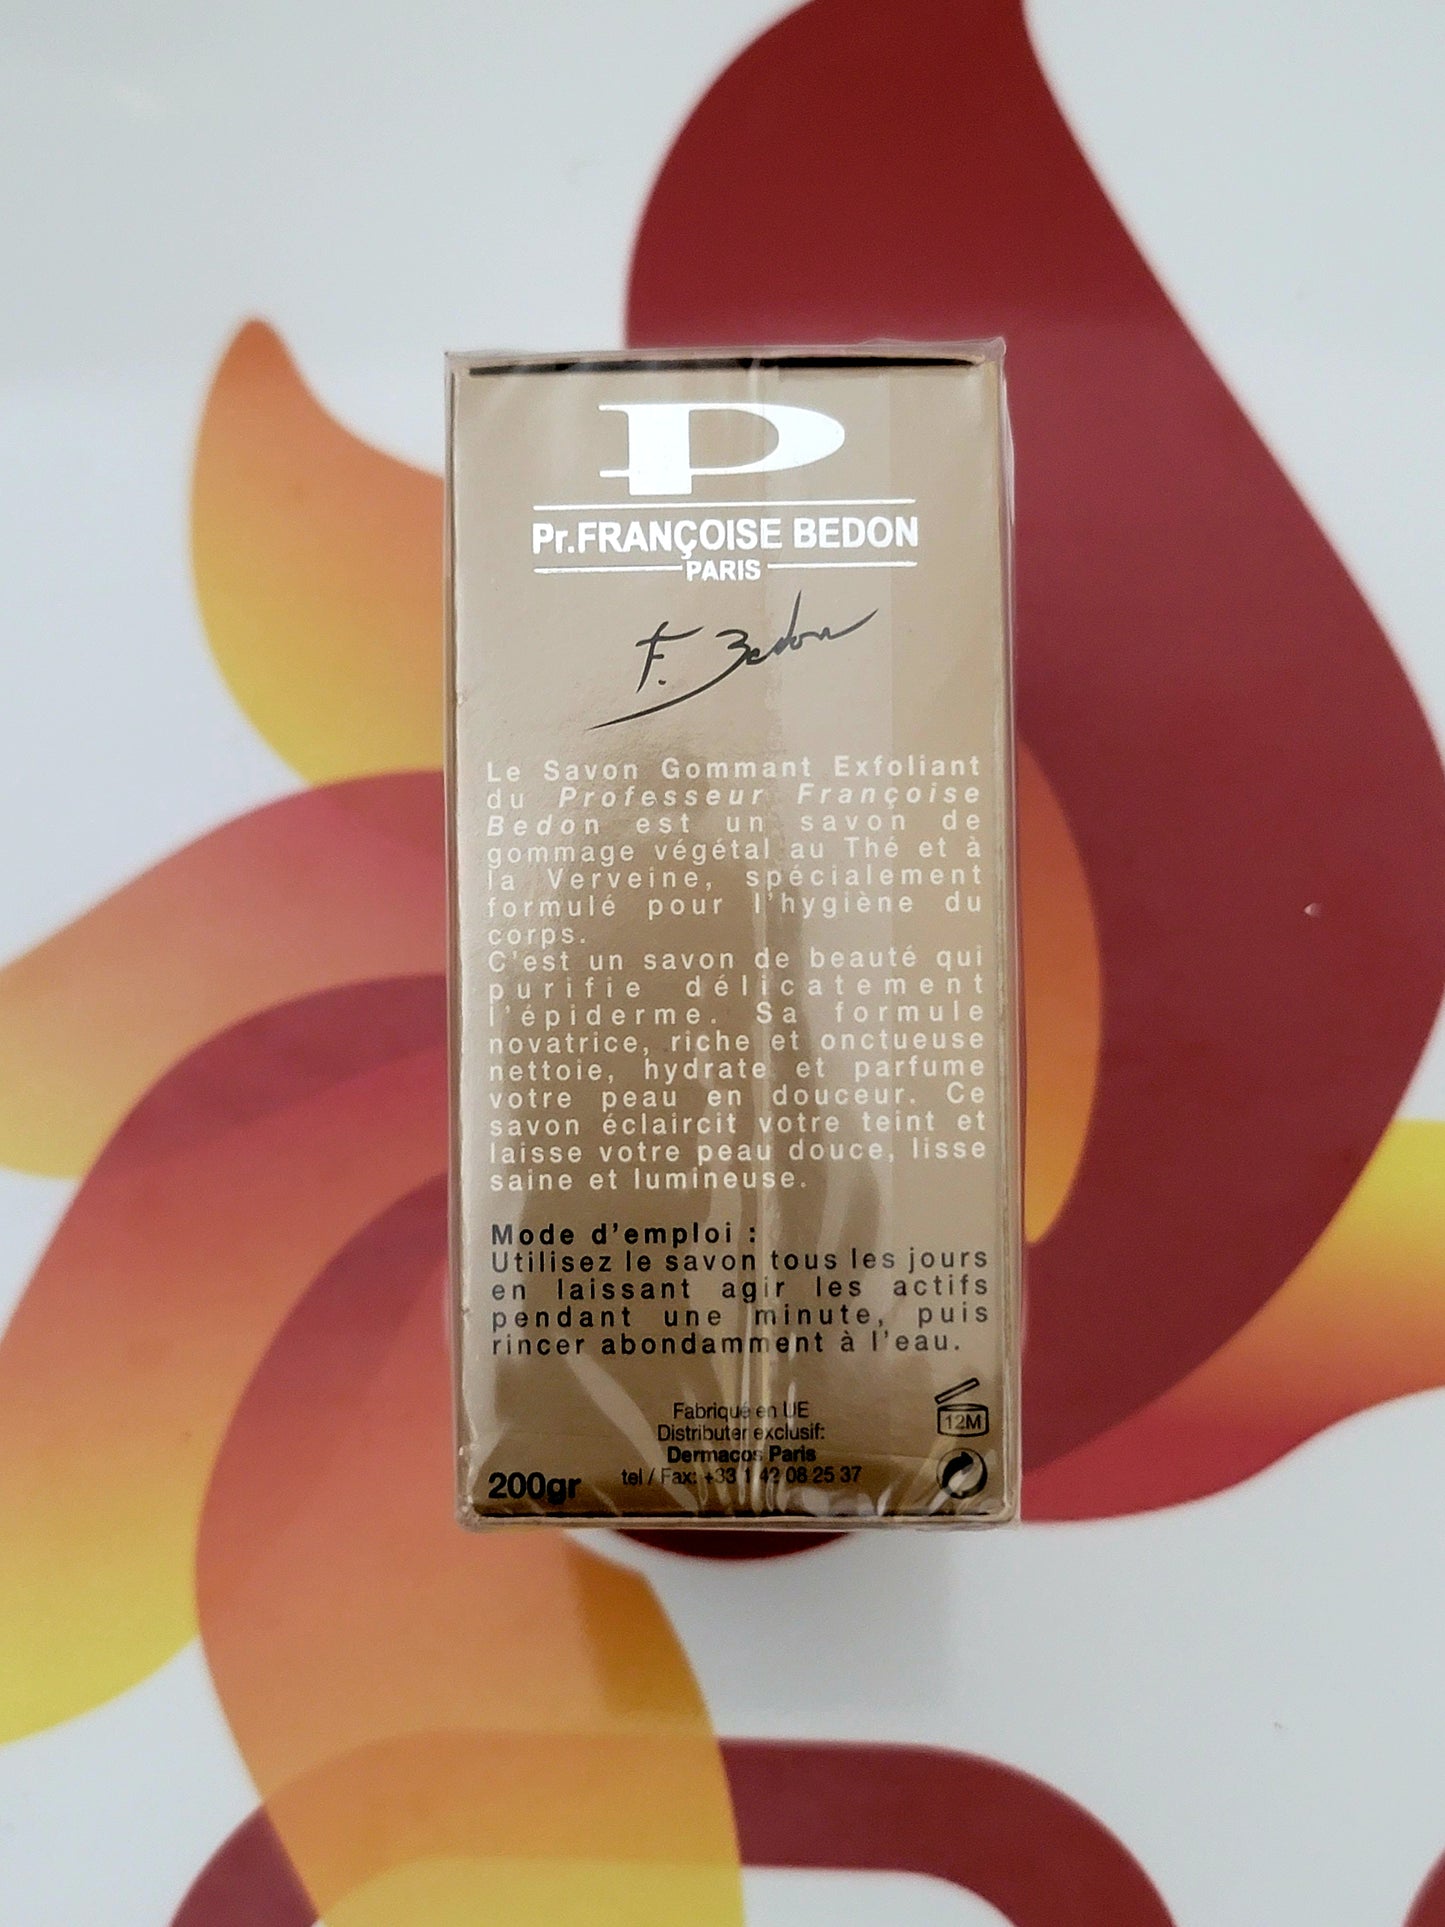 P
Pr.FRANÇOISE BEDON
PARIS
F. Bedon
Le Savon Gommant Exfoliant
du Professeur Françoise
Bedon est un savon de
gommage végétal au Thé et à
la Verveine, spécialement
formulé pour l'hygiène du
corps.
C'est un savon de beauté qui
purifie délicatement
l'épiderme. Sa formule
novatrice, riche et onctueuse
nettoie, hydrate et parfume
votre peau en douceur. Ce
savon éclaircit votre teint et
laisse votre peau douce, lisse
saine et lumineuse.
Mode d'emploi :
Utilisez le savon tous les jours
en laissant agir les actifs
pendant une minute, puis
rincer abondamment à l'eau.
12M
Fabriqué en UE
Distributer exclusif:
Dermacos Paris
tel / Fax: +33 1 42 08 25 37
200gr